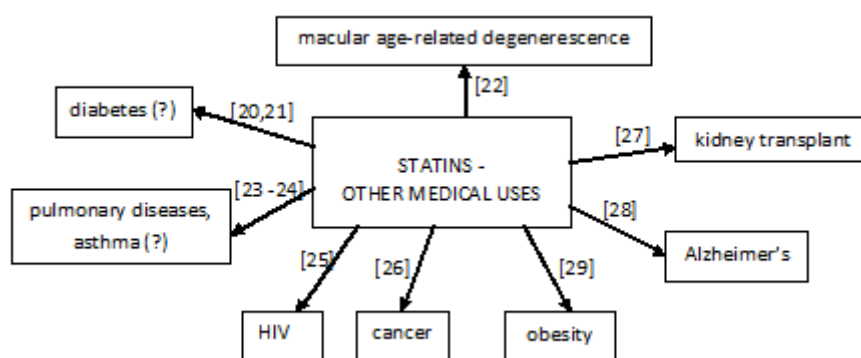 macular age-related degenerescence
[22]
diabetes (?)
[20,21]
[27]
kidney transplant
STATINS -
OTHER MEDICAL USES
[23 -24]
pulmonary diseases,
asthma (?)
[28]
Alzheimer's
[25]
[26]
[29]
HIV
cancer
obesity